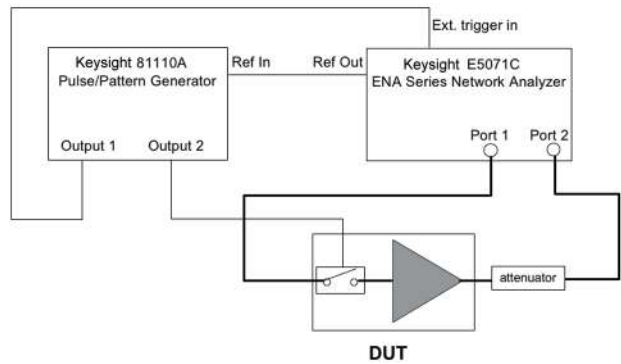 Ext. trigger in
Keysight 81110A
Pulse/Pattern Generator
Ref In
Ref Out
Keysight E5071C
ENA Series Network Analyzer
Output 1
Output 2
Port 1
Port 2
attenuator
DUT